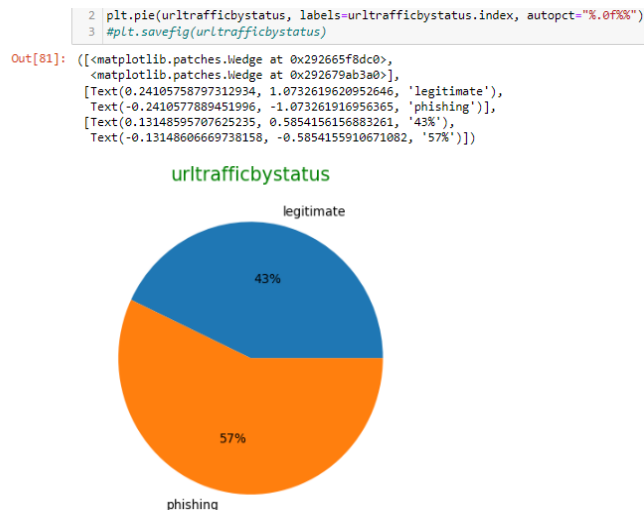 2 plt.pie(urltrafficbystatus, labels=urltrafficbystatus.index, autopct="%.0f%%")
3 #plt.savefig(urltrafficbystatus)
Out[81]: ([<matplotlib.patches.Wedge at 0x292665f8dc0>,
<matplotlib.patches.Wedge at 0x292679ab3a0>],
[Text(0.24105758797312934, 1.0732619620952646, 'legitimate'),
Text(-0.2410577889451996, -1.073261916956365, 'phishing')],
[Text(0.13148595707625235, 0.5854156156883261, '43%'),
Text(-0.13148606669738158, -0.5854155910671082, '57%')])
urltrafficbystatus
legitimate
43%
57%
phishing